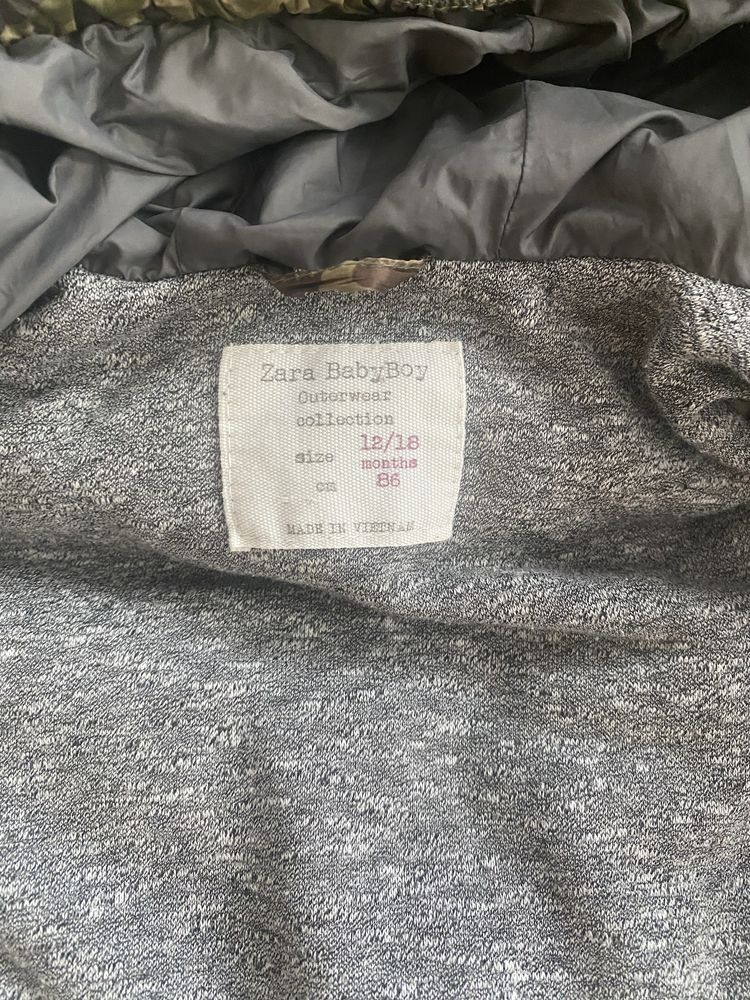 Zara BabyBoy
Outerwear
collection
size 12/18
months
cm 86
MADE IN VIETNAM